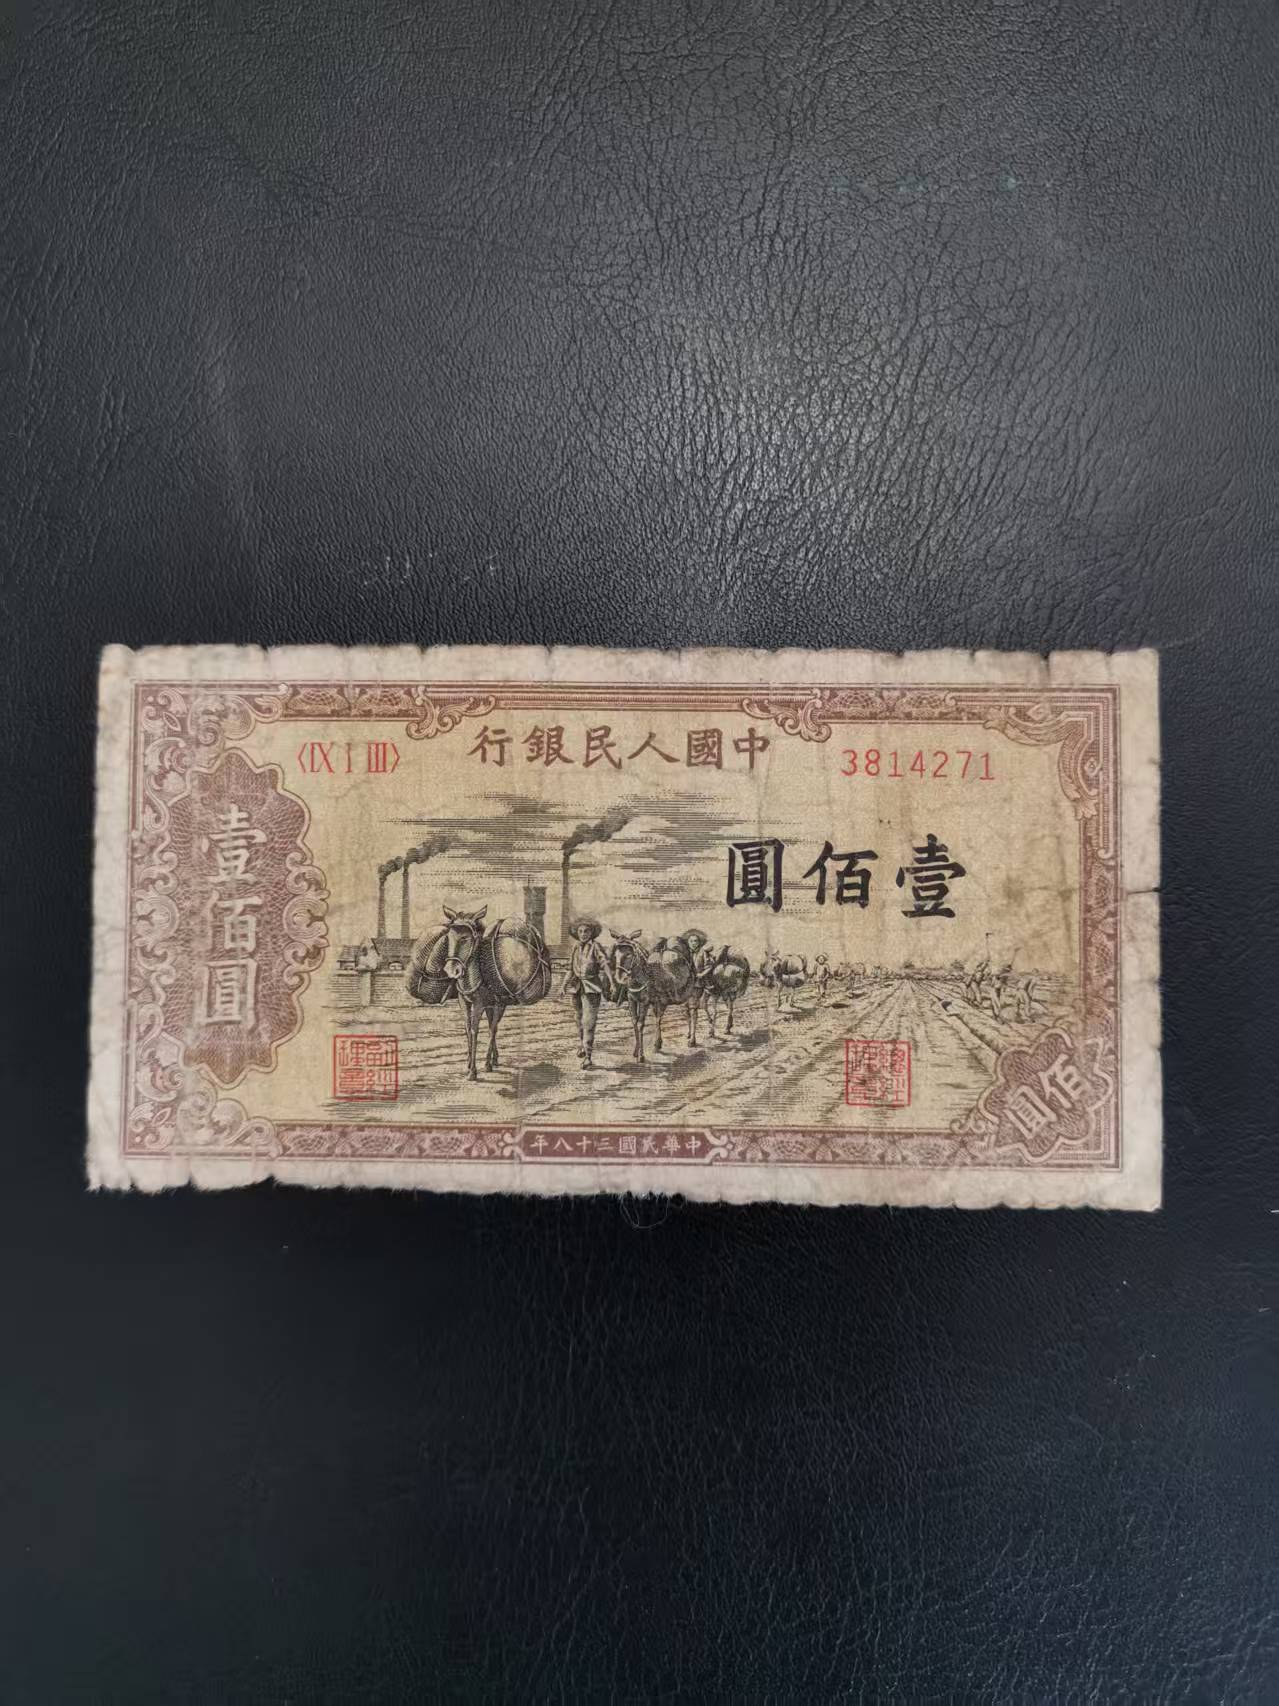 中國人民銀行
〈IX I III〉
3814271
壹佰圓
壹佰圓
佰圓
中華民國三十八年